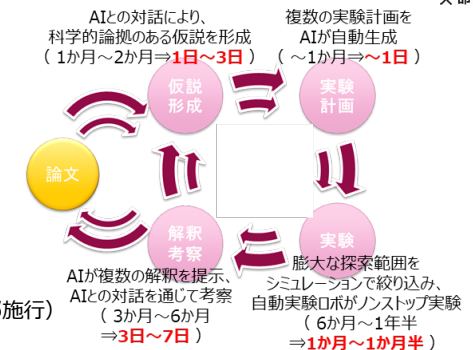 AIとの対話により、
科学的論拠のある仮説を形成
（ 1か月～2か月⇒1日～3日 ）
複数の実験計画を
AIが自動生成
（ ～1か月⇒～1日 ）
仮説
形成
実験
計画
論文
解釈
考察
実験
AIが複数の解釈を提示、
AIとの対話を通じて考察
（ 3か月～6か月
⇒3日～7日 ）
膨大な探索範囲を
シミュレーションで絞り込み、
自動実験ロボがノンストップ実験
（ 6か月～1年半
⇒1か月～1か月半 ）
施行）